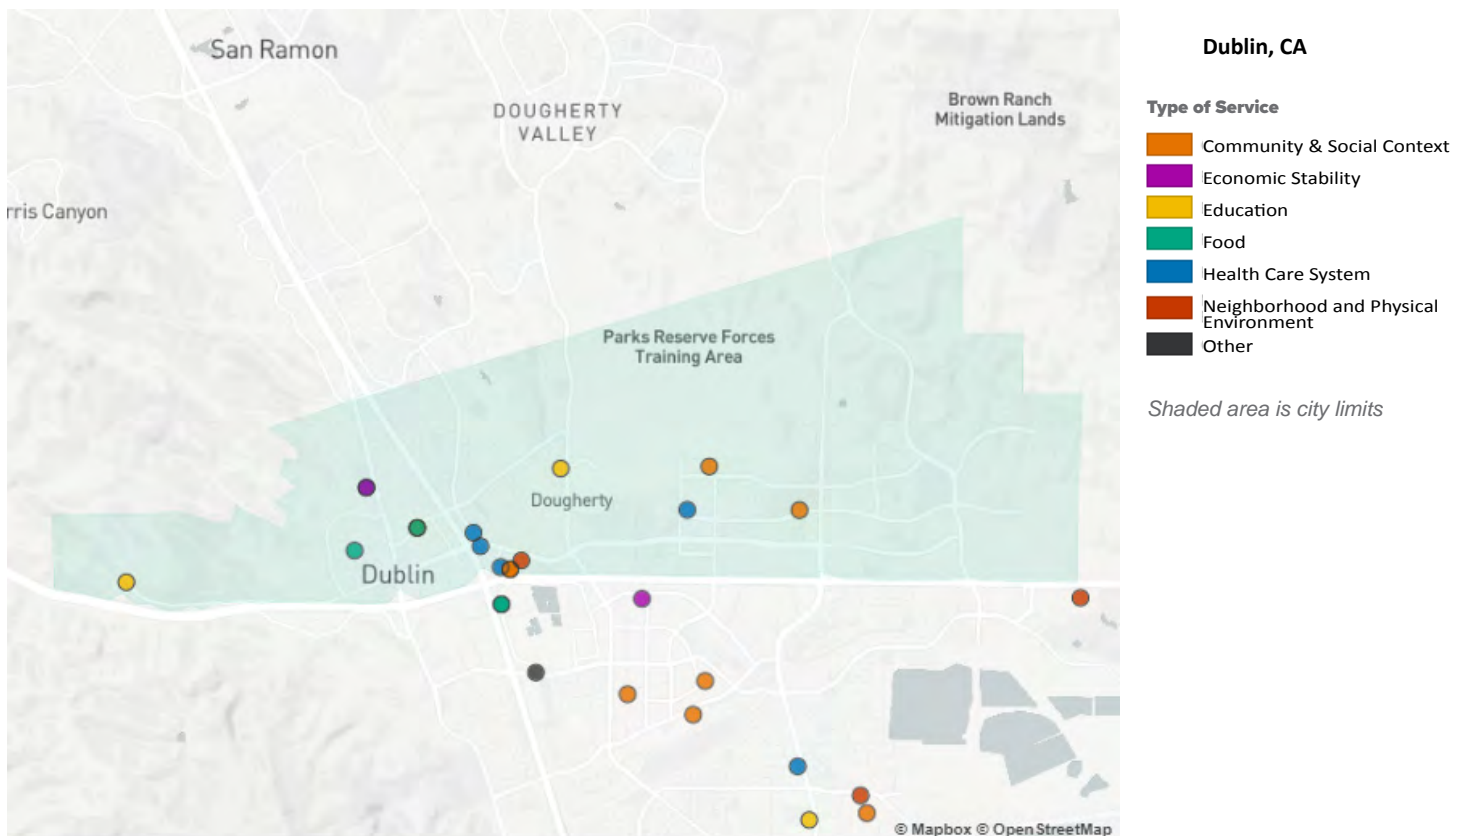 San Ramon
DOUGHERTY
VALLEY
Brown Ranch
Mitigation Lands
rris Canyon
Parks Reserve Forces
Training Area
Dougherty
Dublin
© Mapbox © OpenStreetMap
Dublin, CA
Type of Service
Community & Social Context
Economic Stability
Education
Food
Health Care System
Neighborhood and Physical
Environment
Other
Shaded area is city limits